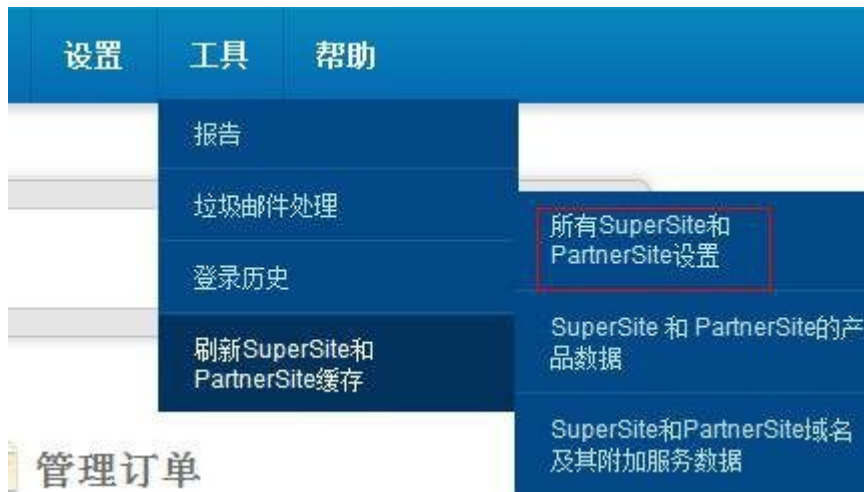 设置 工具 帮助
报告
垃圾邮件处理
登录历史
刷新SuperSite和
PartnerSite缓存
所有SuperSite和
PartnerSite设置
SuperSite 和 PartnerSite的产
品数据
SuperSite和PartnerSite域名
及其附加服务数据
管理订单